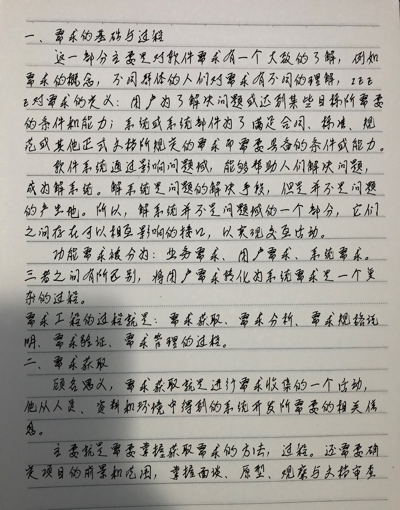 一、需求的基础与过程
这一部分主要是对软件需求有一个大致的了解，例如
需求的概念，不同群体的人们对需求有不同的理解，IEE
E对需求的定义：用户为了解决问题或达到某些目标所需要
的条件和能力；系统或系统部件为了满足合同、标准、规
范或其他正式文档所规定的需求而需要具备的条件或能力。
软件系统通过影响问题域，能够帮助人们解决问题，
成为解系统。解系统是问题的解决手段，但是并不是问题
的产生地。所以，解系统并不是问题域的一个部分，它们
之间存在可以相互影响的接口，以实现交互活动。
功能需求被分为：业务需求、用户需求、系统需求。
三者之间有所区别，将用户需求转化为系统需求是一个复
杂的过程。
需求工程的过程就是：需求获取、需求分析、需求规格说
明、需求验证、需求管理的过程。
二、需求获取
顾名思义，需求获取就是进行需求收集的一个活动，
他从人员、资料和环境中得到的系统开发所需要的相关信
息。
主要就是需要掌握获取需求的方法，过程。还需要确
定项目的前景和范围，掌握面谈、原型、观察与文档审查